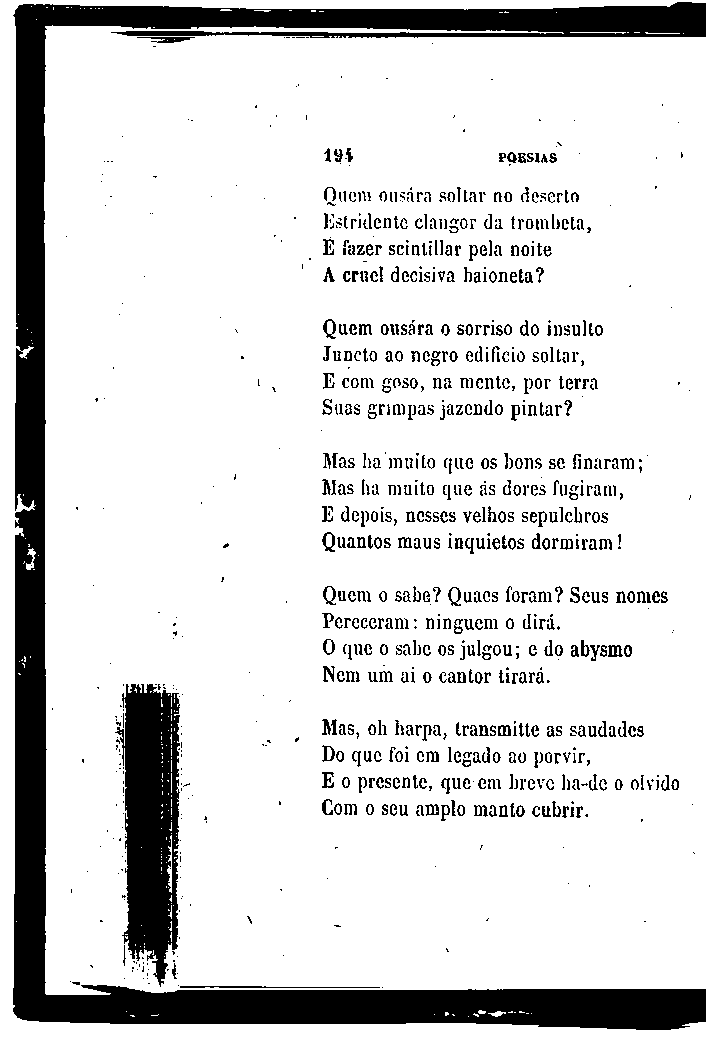 194 POESIAS
Quem ousára soltar no deserto
Estridente clangor da trombeta,
E fazer scintillar pela noite
A cruel decisiva baioneta?
Quem ousára o sorriso do insulto
Juncto ao negro edificio soltar,
E com goso, na mente, por terra
Suas grimpas jazendo pintar?
Mas ha muito que os bons se finaram;
Mas ha muito que ás dores fugiram,
E depois, nesses velhos sepulchros
Quantos maus inquietos dormiram!
Quem o sabe? Quaes foram? Seus nomes
Pereceram: ninguem o dirá.
O que o sabe os julgou; e do abysmo
Nem um ai o cantor tirará.
Mas, oh harpa, transmitte as saudades
Do que foi em legado ao porvir,
E o presente, que em breve ha-de o olvido
Com o seu amplo manto cubrir.